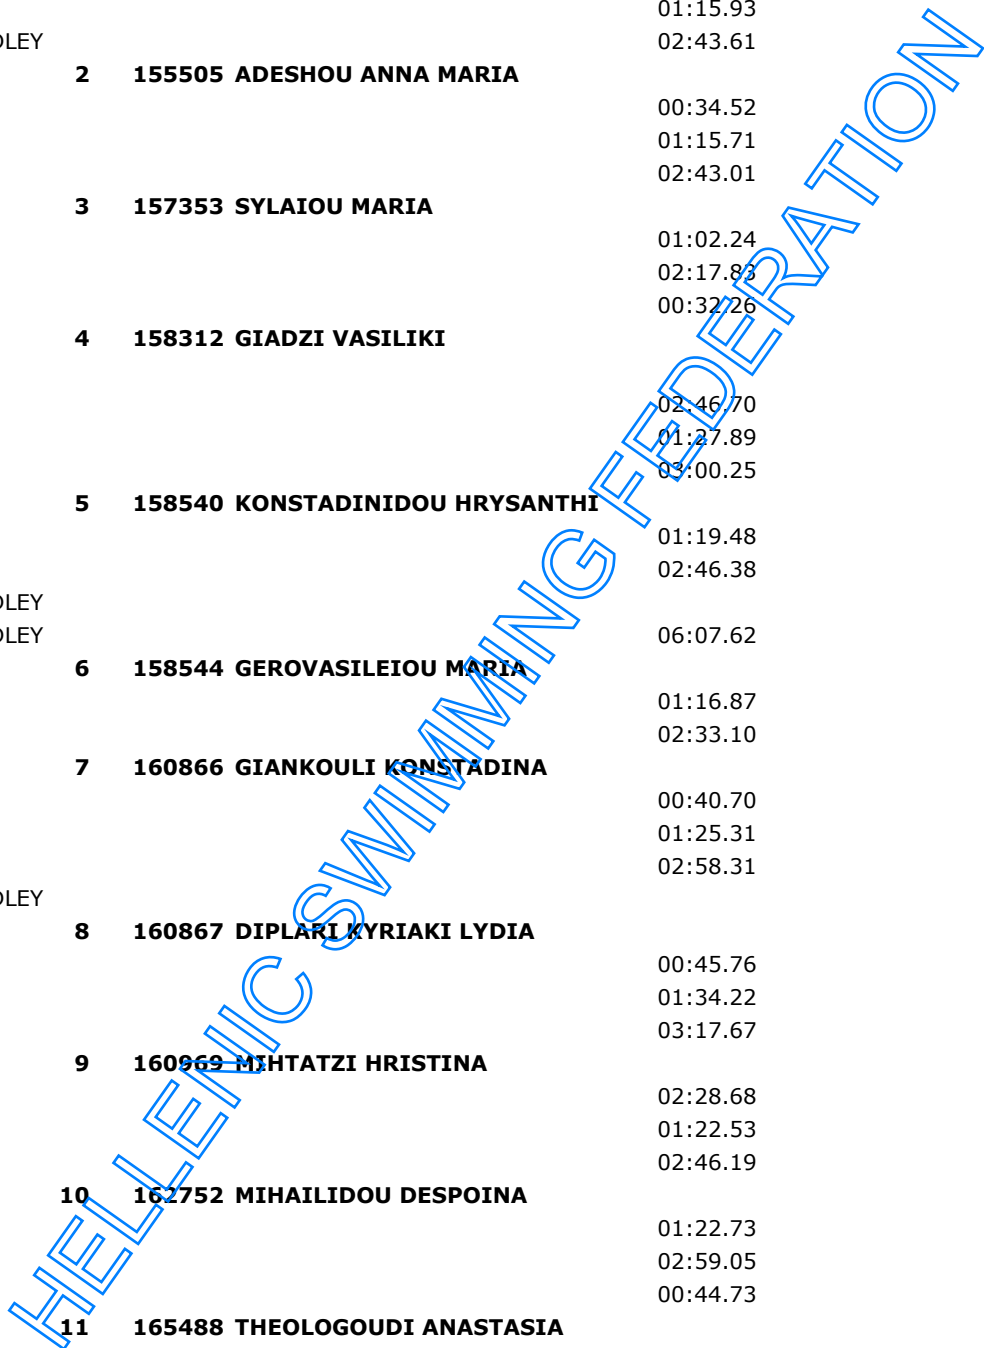 01:15.93
DLEY 02:43.61
2 155505 ADESHOU ANNA MARIA
00:34.52
01:15.71
02:43.01
3 157353 SYLAIOU MARIA
01:02.24
02:17.83
00:32.26
4 158312 GIADZI VASILIKI
02:46.70
01:27.89
03:00.25
5 158540 KONSTADINIDOU HRYSANTHI
01:19.48
02:46.38
DLEY
DLEY 06:07.62
6 158544 GEROVASILEIOU MARIA
01:16.87
02:33.10
7 160866 GIANKOULI KONSTADINA
00:40.70
01:25.31
02:58.31
DLEY
8 160867 DIPLARI KYRIAKI LYDIA
00:45.76
01:34.22
03:17.67
9 160969 MIHTATZI HRISTINA
02:28.68
01:22.53
02:46.19
10 162752 MIHAILIDOU DESPOINA
01:22.73
02:59.05
00:44.73
11 165488 THEOLOGOUDI ANASTASIA
HELLENIC SWIMMING FEDERATION